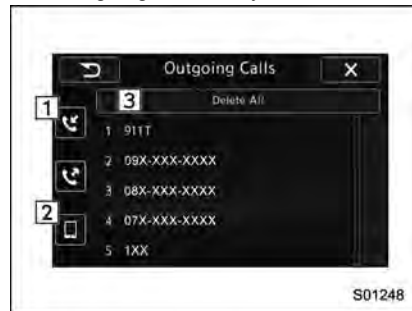 Outgoing Calls X
1
3 Delete All
1 911T
2 09X-XXX-XXXX
3 08X-XXX-XXXX
2
4 07X-XXX-XXXX
5 1XX
S01248